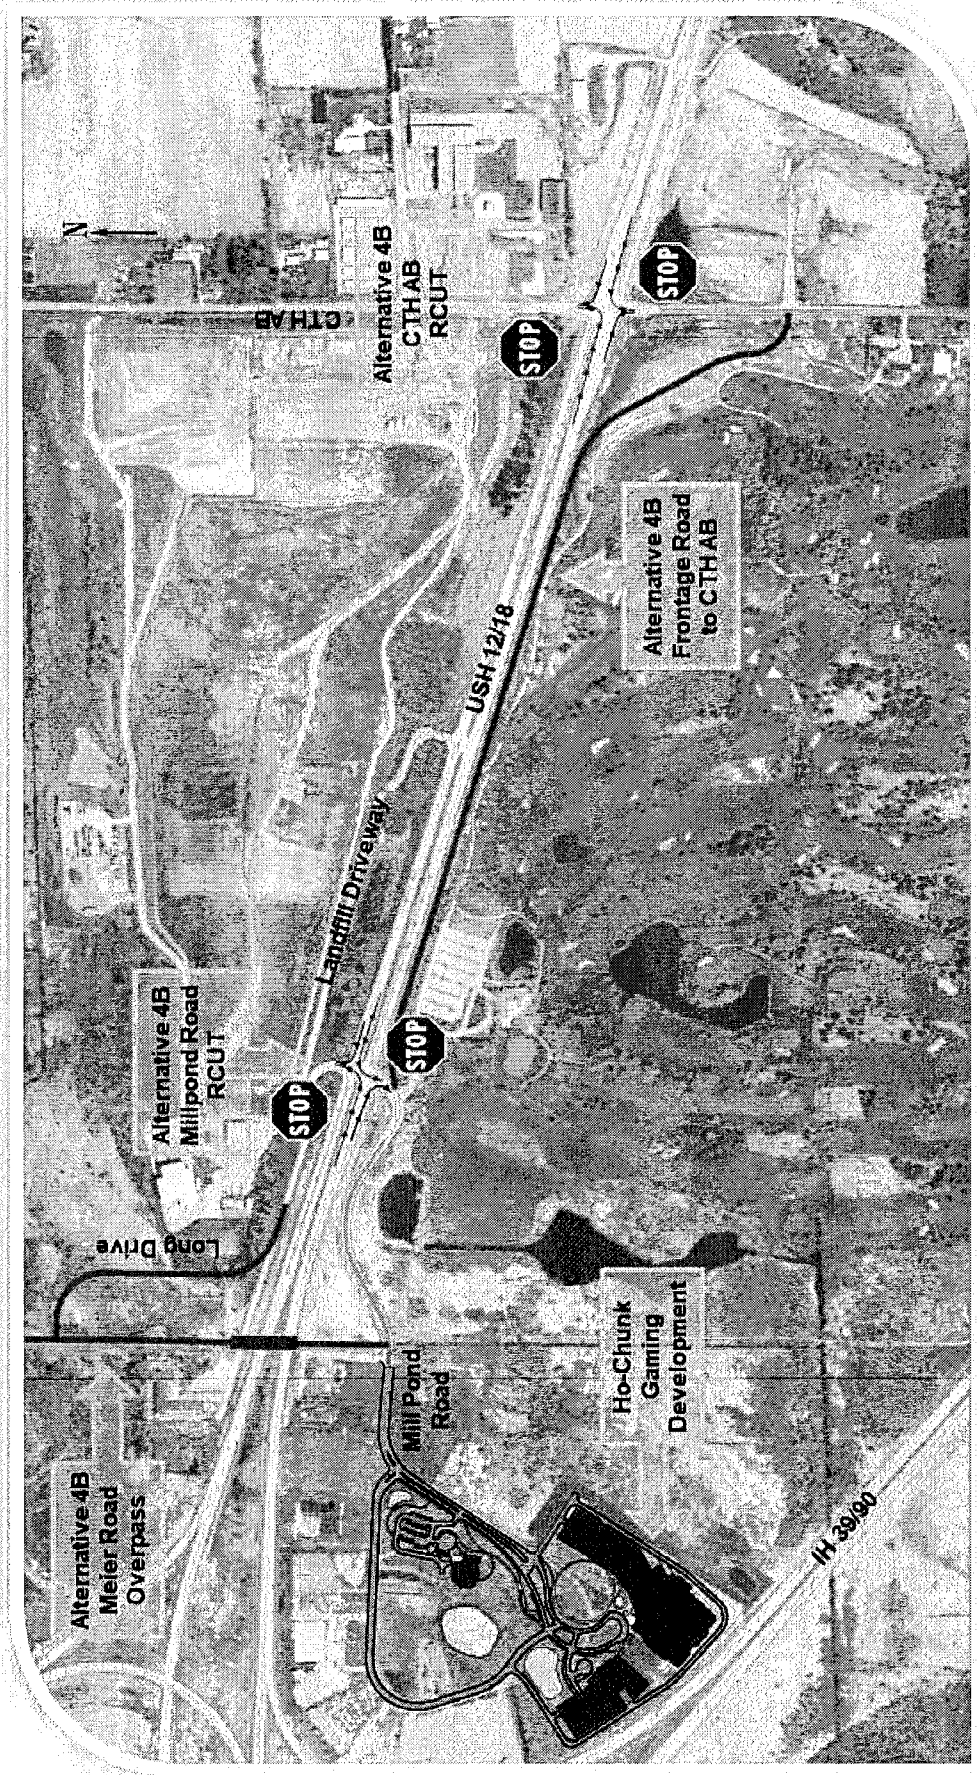 Alternative 4B
Meier Road
Overpass
Long Drive
Alternative 4B
Millpond Road
RCUT
STOP
STOP
Landfill Driveway
USH 12/18
CTH AB
N
Alternative 4B
CTH AB
RCUT
STOP
STOP
Alternative 4B
Frontage Road
to CTH AB
Mill Pond
Road
Ho-Chunk
Gaming
Development
IH 39/90